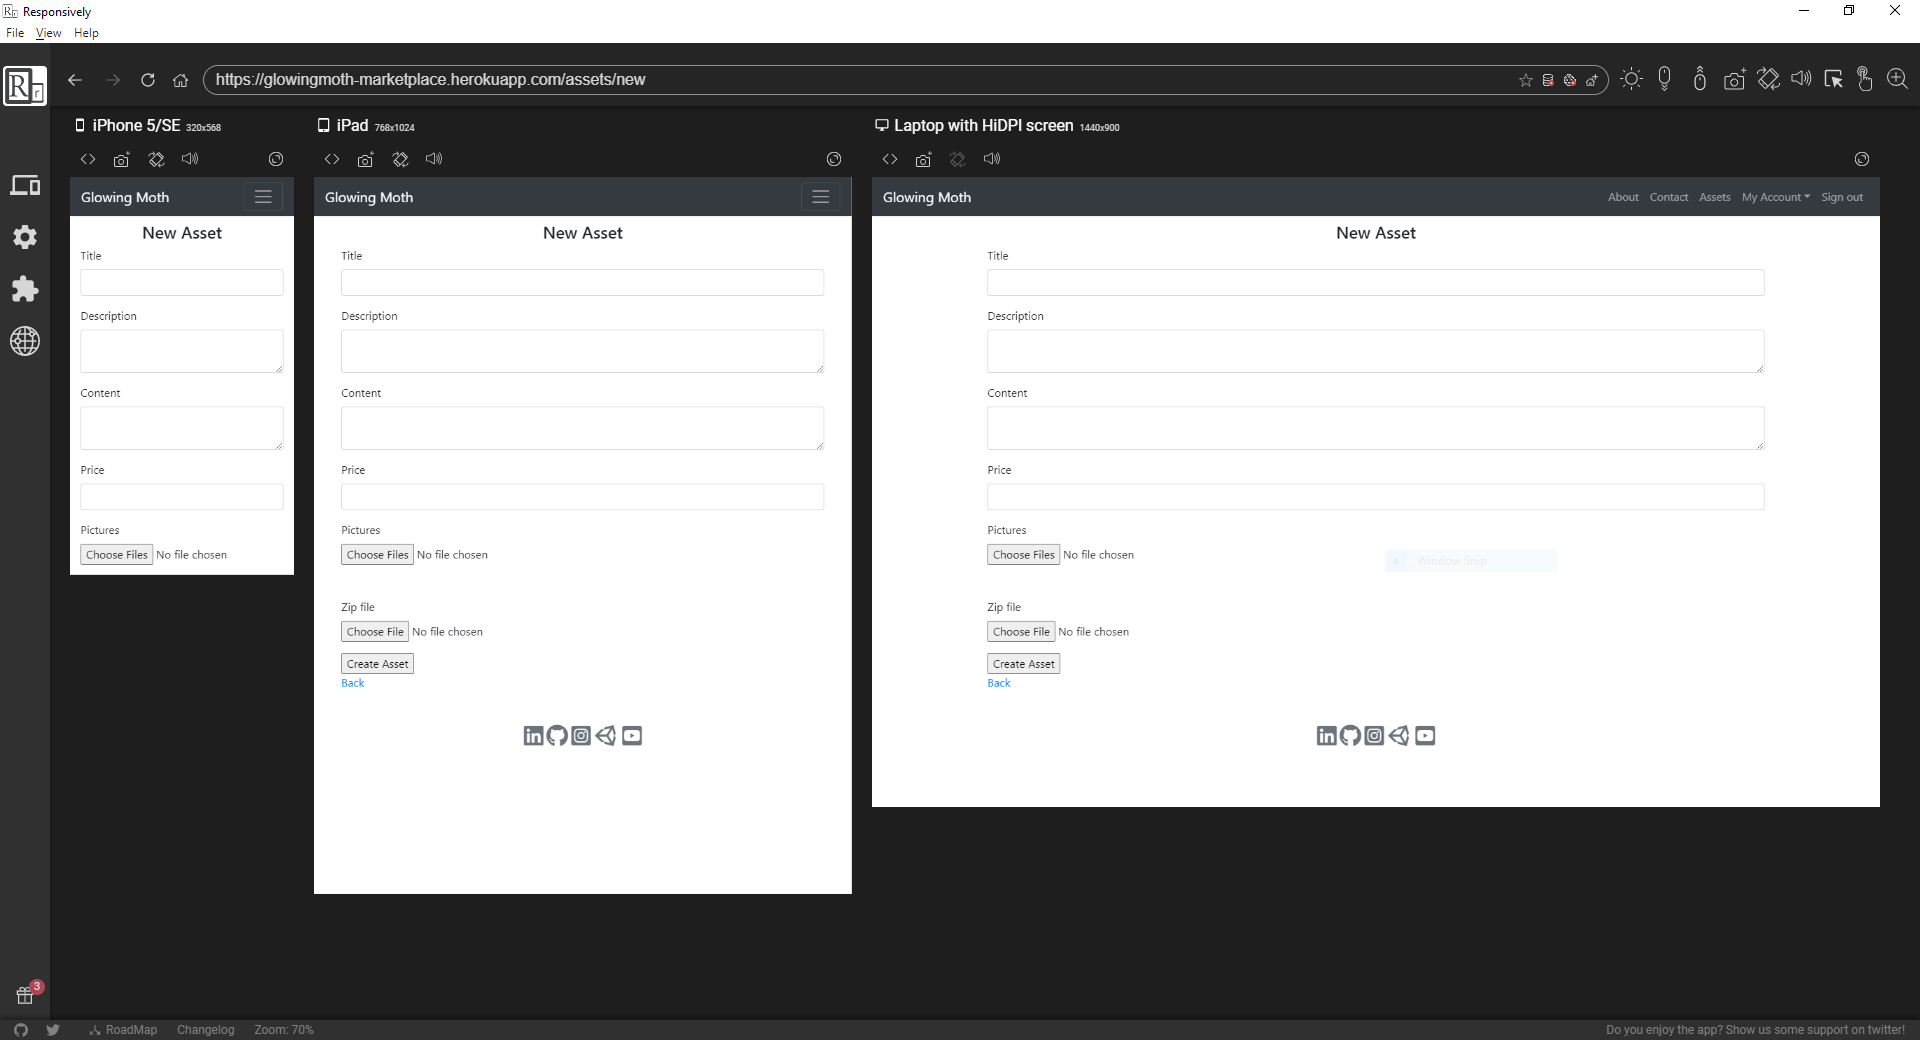 Responsively
File View Help
https://glowingmoth-marketplace.herokuapp.com/assets/new
iPhone 5/SE 320x568
Glowing Moth
New Asset
Title
Description
Content
Price
Pictures
Choose Files No file chosen
iPad 768x1024
Glowing Moth
New Asset
Title
Description
Content
Price
Pictures
Choose Files No file chosen
Zip file
Choose File No file chosen
Create Asset
Back
Laptop with HiDPI screen 1440x900
Glowing Moth About Contact Assets My Account Sign out
New Asset
Title
Description
Content
Price
Pictures
Choose Files No file chosen
Window Snip
Zip file
Choose File No file chosen
Create Asset
Back
3
RoadMap Changelog Zoom: 70% Do you enjoy the app? Show us some support on twitter!